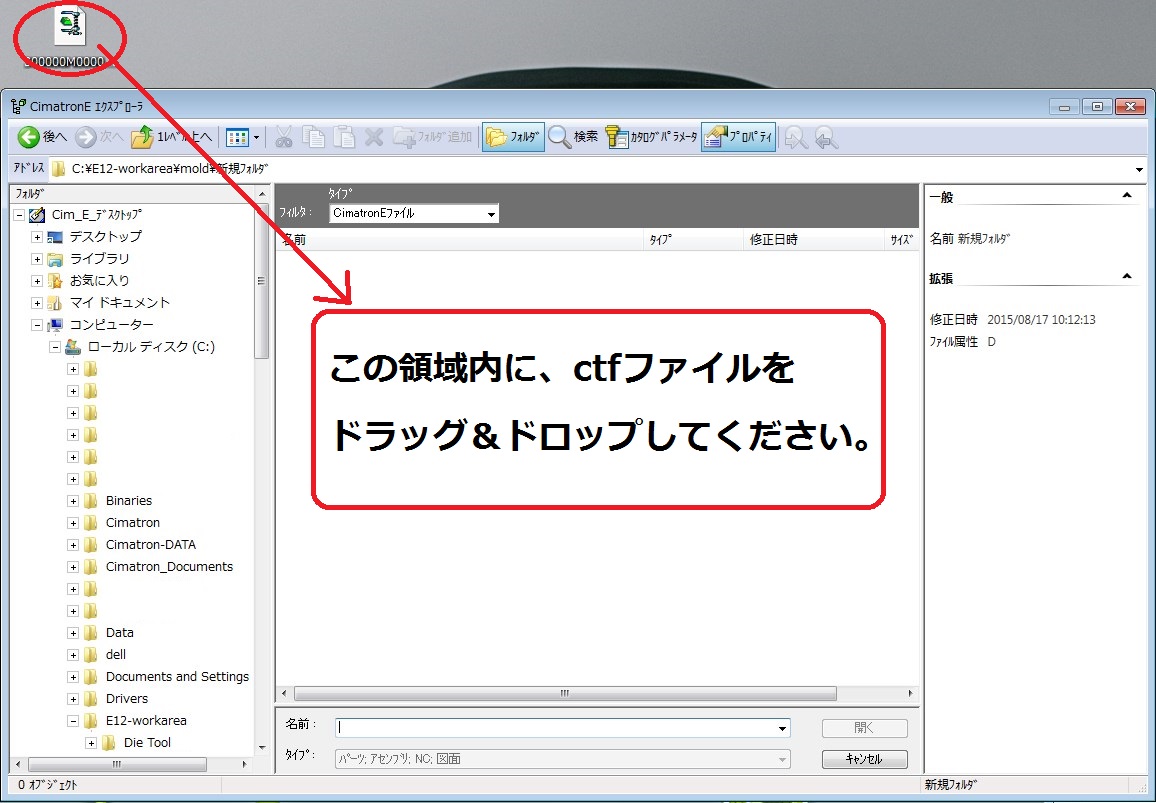 CimatronE ｴｸｽﾌﾟﾛｰﾗ
後へ 次へ 1ﾚﾍﾞﾙ上へ ﾌｫﾙﾀﾞ追加 ﾌｫﾙﾀﾞ 検索 ｶﾀﾛｸﾞﾊﾟﾗﾒｰﾀ ﾌﾟﾛﾊﾟﾃｨ
ｱﾄﾞﾚｽ C:¥E12-workarea¥mold¥新規ﾌｫﾙﾀﾞ
ﾌｫﾙﾀﾞ
Cim_E_ﾃﾞｽｸﾄｯﾌﾟ
デスクトップ
ライブラリ
お気に入り
マイ ドキュメント
コンピューター
ローカル ディスク (C:)
Binaries
Cimatron
Cimatron-DATA
Cimatron_Documents
Data
dell
Documents and Settings
Drivers
E12-workarea
Die Tool
ﾀｲﾌﾟ
ﾌｨﾙﾀ： CimatronEﾌｧｲﾙ
名前 ﾀｲﾌﾟ 修正日時 ｻｲｽﾞ
この領域内に、ctfファイルを
ドラッグ＆ドロップしてください。
名前： 開く
ﾀｲﾌﾟ： ﾊﾟｰﾂ; ｱｾﾝﾌﾞﾘ; NC; 図面 ｷｬﾝｾﾙ
一般
名前 新規ﾌｫﾙﾀﾞ
拡張
修正日時 2015/08/17 10:12:13
ﾌｧｲﾙ属性 D
0 ｵﾌﾞｼﾞｪｸﾄ 新規ﾌｫﾙﾀﾞ